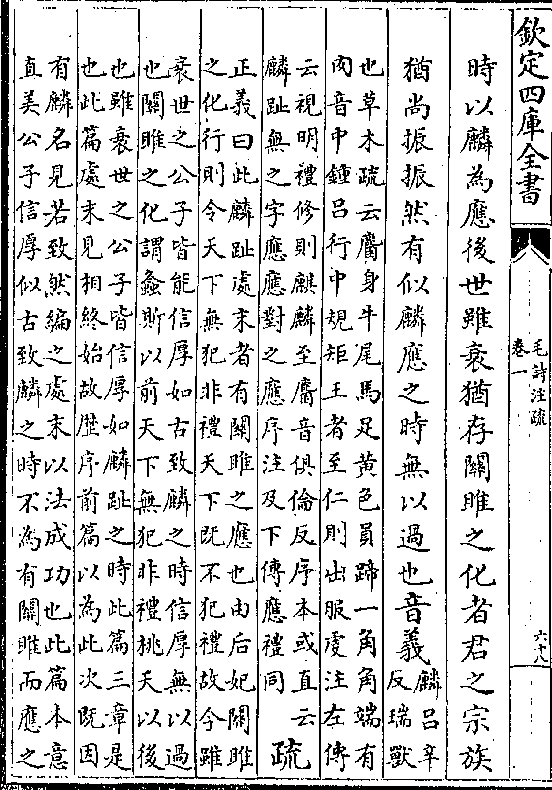 欽定四庫全書
毛詩注疏
卷一
六十八
時以麟為應後世雖衰猶存關雎之化者君之宗族
猶尚振振然有似麟應之時無以過也音義
麟吕辛
反瑞獸
也草木疏云麕身牛尾馬足黄色員蹄一角角端有
肉音中鍾吕行中規矩王者至仁則出服虔注左傳
云視明禮修則麒麟至麕音俱倫反序本或直云
麟趾無之字應應對之應序注及下傳應禮同
疏
正義曰此麟趾處末者有關雎之應也由后妃關雎
之化行則令天下無犯非禮天下既不犯禮故今雖
衰世之公子皆能信厚如古致麟之時信厚無以過
也關雎之化謂螽斯以前天下無犯非禮桃夭以後
也雖衰世之公子皆信厚如麟趾之時此篇三章是
也此篇處末見相終始故歴序前篇以為此次既因
有麟名見若致然編之處末以法成功也此篇本意
直美公子信厚似古致麟之時不為有關雎而應之